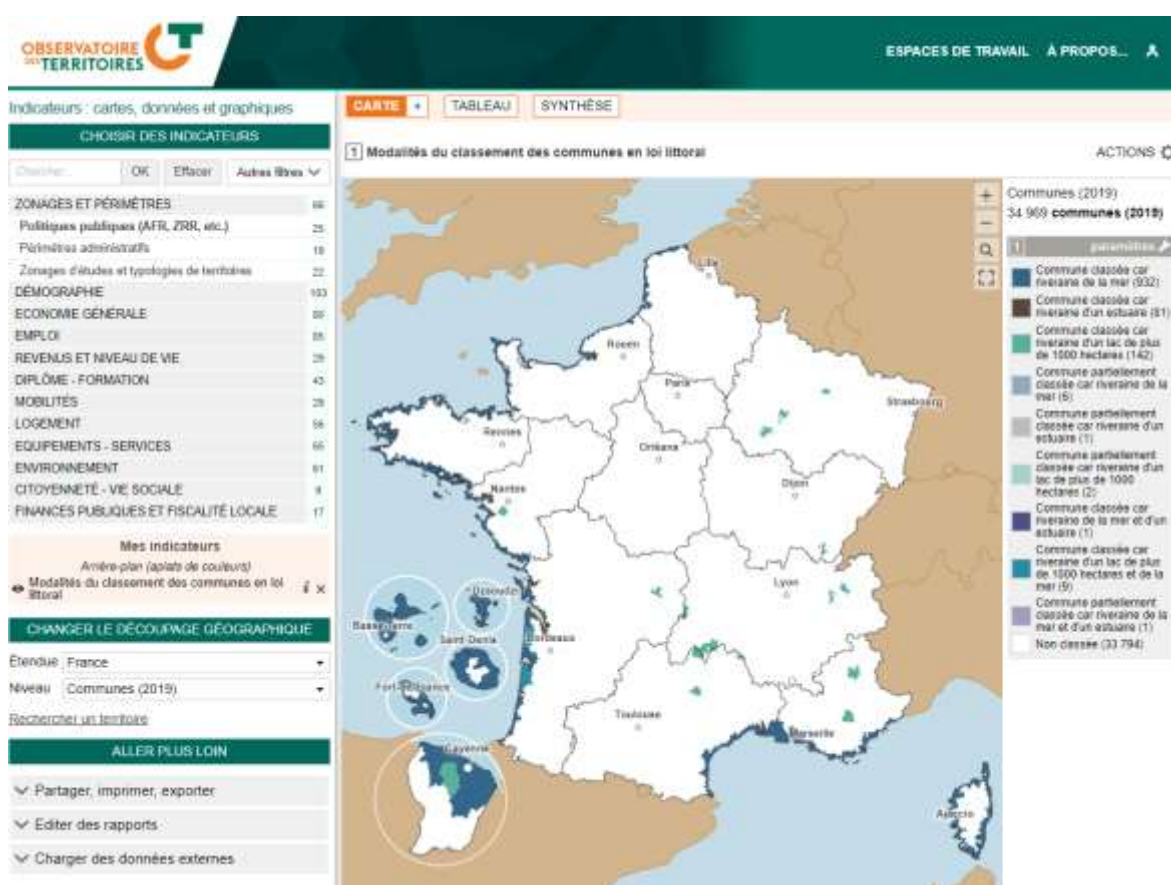 OBSERVATOIRE
DES TERRITOIRES
ESPACES DE TRAVAIL
À PROPOS...
Indicateurs : cartes, données et graphiques
CHOISIR DES INDICATEURS
Chercher...
OK
Effacer
Autres filtres
ZONAGES ET PÉRIMÈTRES
Politiques publiques (AFR, ZRR, etc.)
Périmètres administratifs
Zonages d'études et typologies de territoires 22
DÉMOGRAPHIE
ECONOMIE GÉNÉRALE
EMPLOI
REVENUS ET NIVEAU DE VIE
DIPLÔME - FORMATION 43
MOBILITÉS
LOGEMENT
EQUIPEMENTS - SERVICES
ENVIRONNEMENT
CITOYENNETÉ - VIE SOCIALE
FINANCES PUBLIQUES ET FISCALITÉ LOCALE 17
Mes indicateurs
Arrière-plan (aplats de couleurs)
Modalités du classement des communes en loi
littoral
CHANGER LE DÉCOUPAGE GÉOGRAPHIQUE
Étendue France
Niveau Communes (2019)
Rechercher un territoire
ALLER PLUS LOIN
Partager, imprimer, exporter
Editer des rapports
Charger des données externes
CARTE +
TABLEAU
SYNTHÈSE
1 Modalités du classement des communes en loi littoral
ACTIONS
Lille
Rouen
Paris
Strasbourg
Rennes
Orléans
Nantes
Dijon
Lyon
Dzaoudzi
Basse-Terre
Saint-Denis
Bordeaux
Fort-de-France
Toulouse
Marseille
Cayenne
Ajaccio
Communes (2019)
34 969 communes (2019)
1 paramètres
Commune classée car
riveraine de la mer (932)
Commune classée car
riveraine d'un estuaire (81)
Commune classée car
riveraine d'un lac de plus
de 1000 hectares (142)
Commune partiellement
classée car riveraine de la
mer (6)
Commune partiellement
classée car riveraine d'un
estuaire (1)
Commune partiellement
classée car riveraine d'un
lac de plus de 1000
hectares (2)
Commune classée car
riveraine de la mer et d'un
estuaire (1)
Commune classée car
riveraine d'un lac de plus
de 1000 hectares et de la
mer (9)
Commune partiellement
classée car riveraine de la
mer et d'un estuaire (1)
Non classée (33 794)